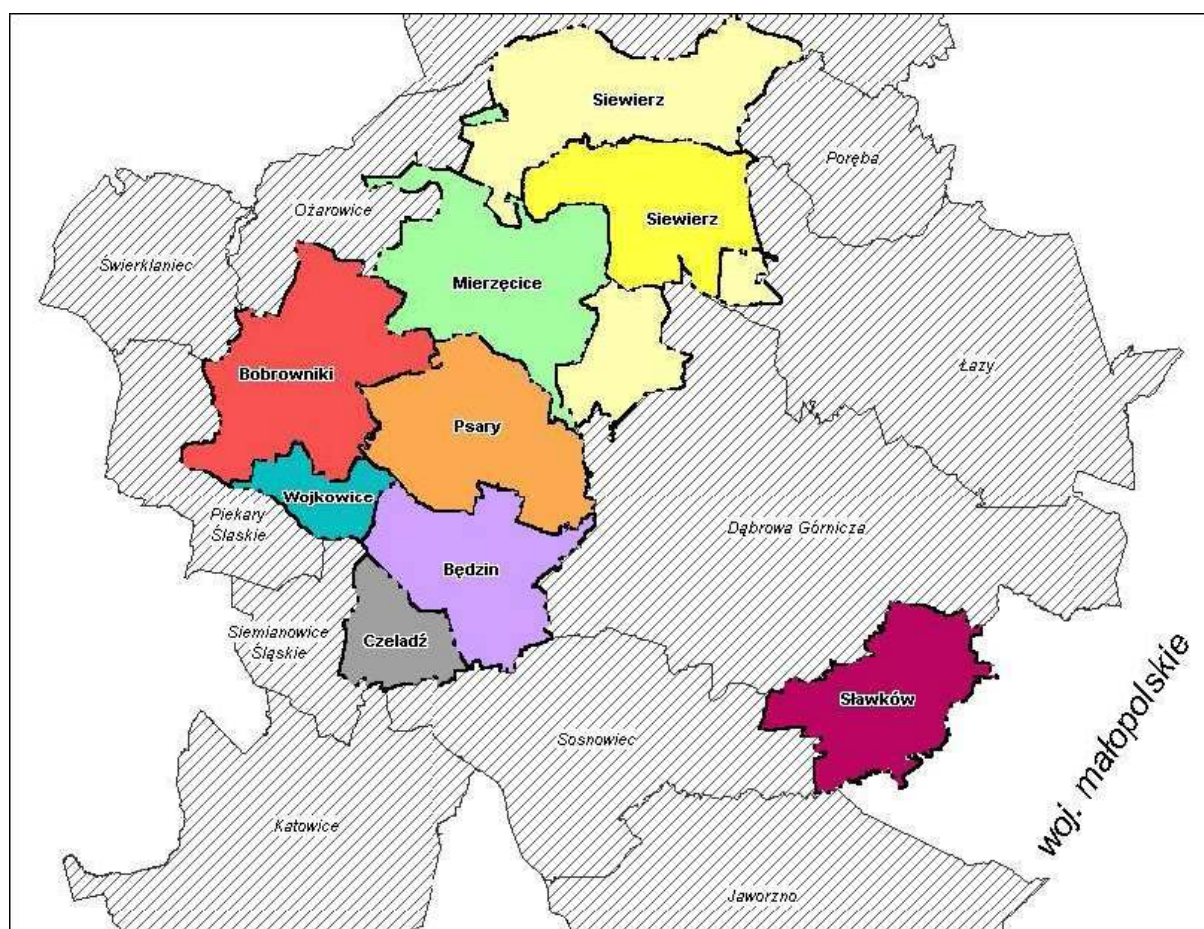 Siewierz
Poręba
Siewierz
Ożarowice
Świerklaniec
Mierzęcice
Bobrowniki
Łazy
Psary
Wojkowice
Piekary
Ślaskie
Dąbrowa Górnicza
Będzin
Siemianowice
Śląskie
Czeladź
Sławków
Sosnowiec
woj. małopolskie
Katowice
Jaworzno